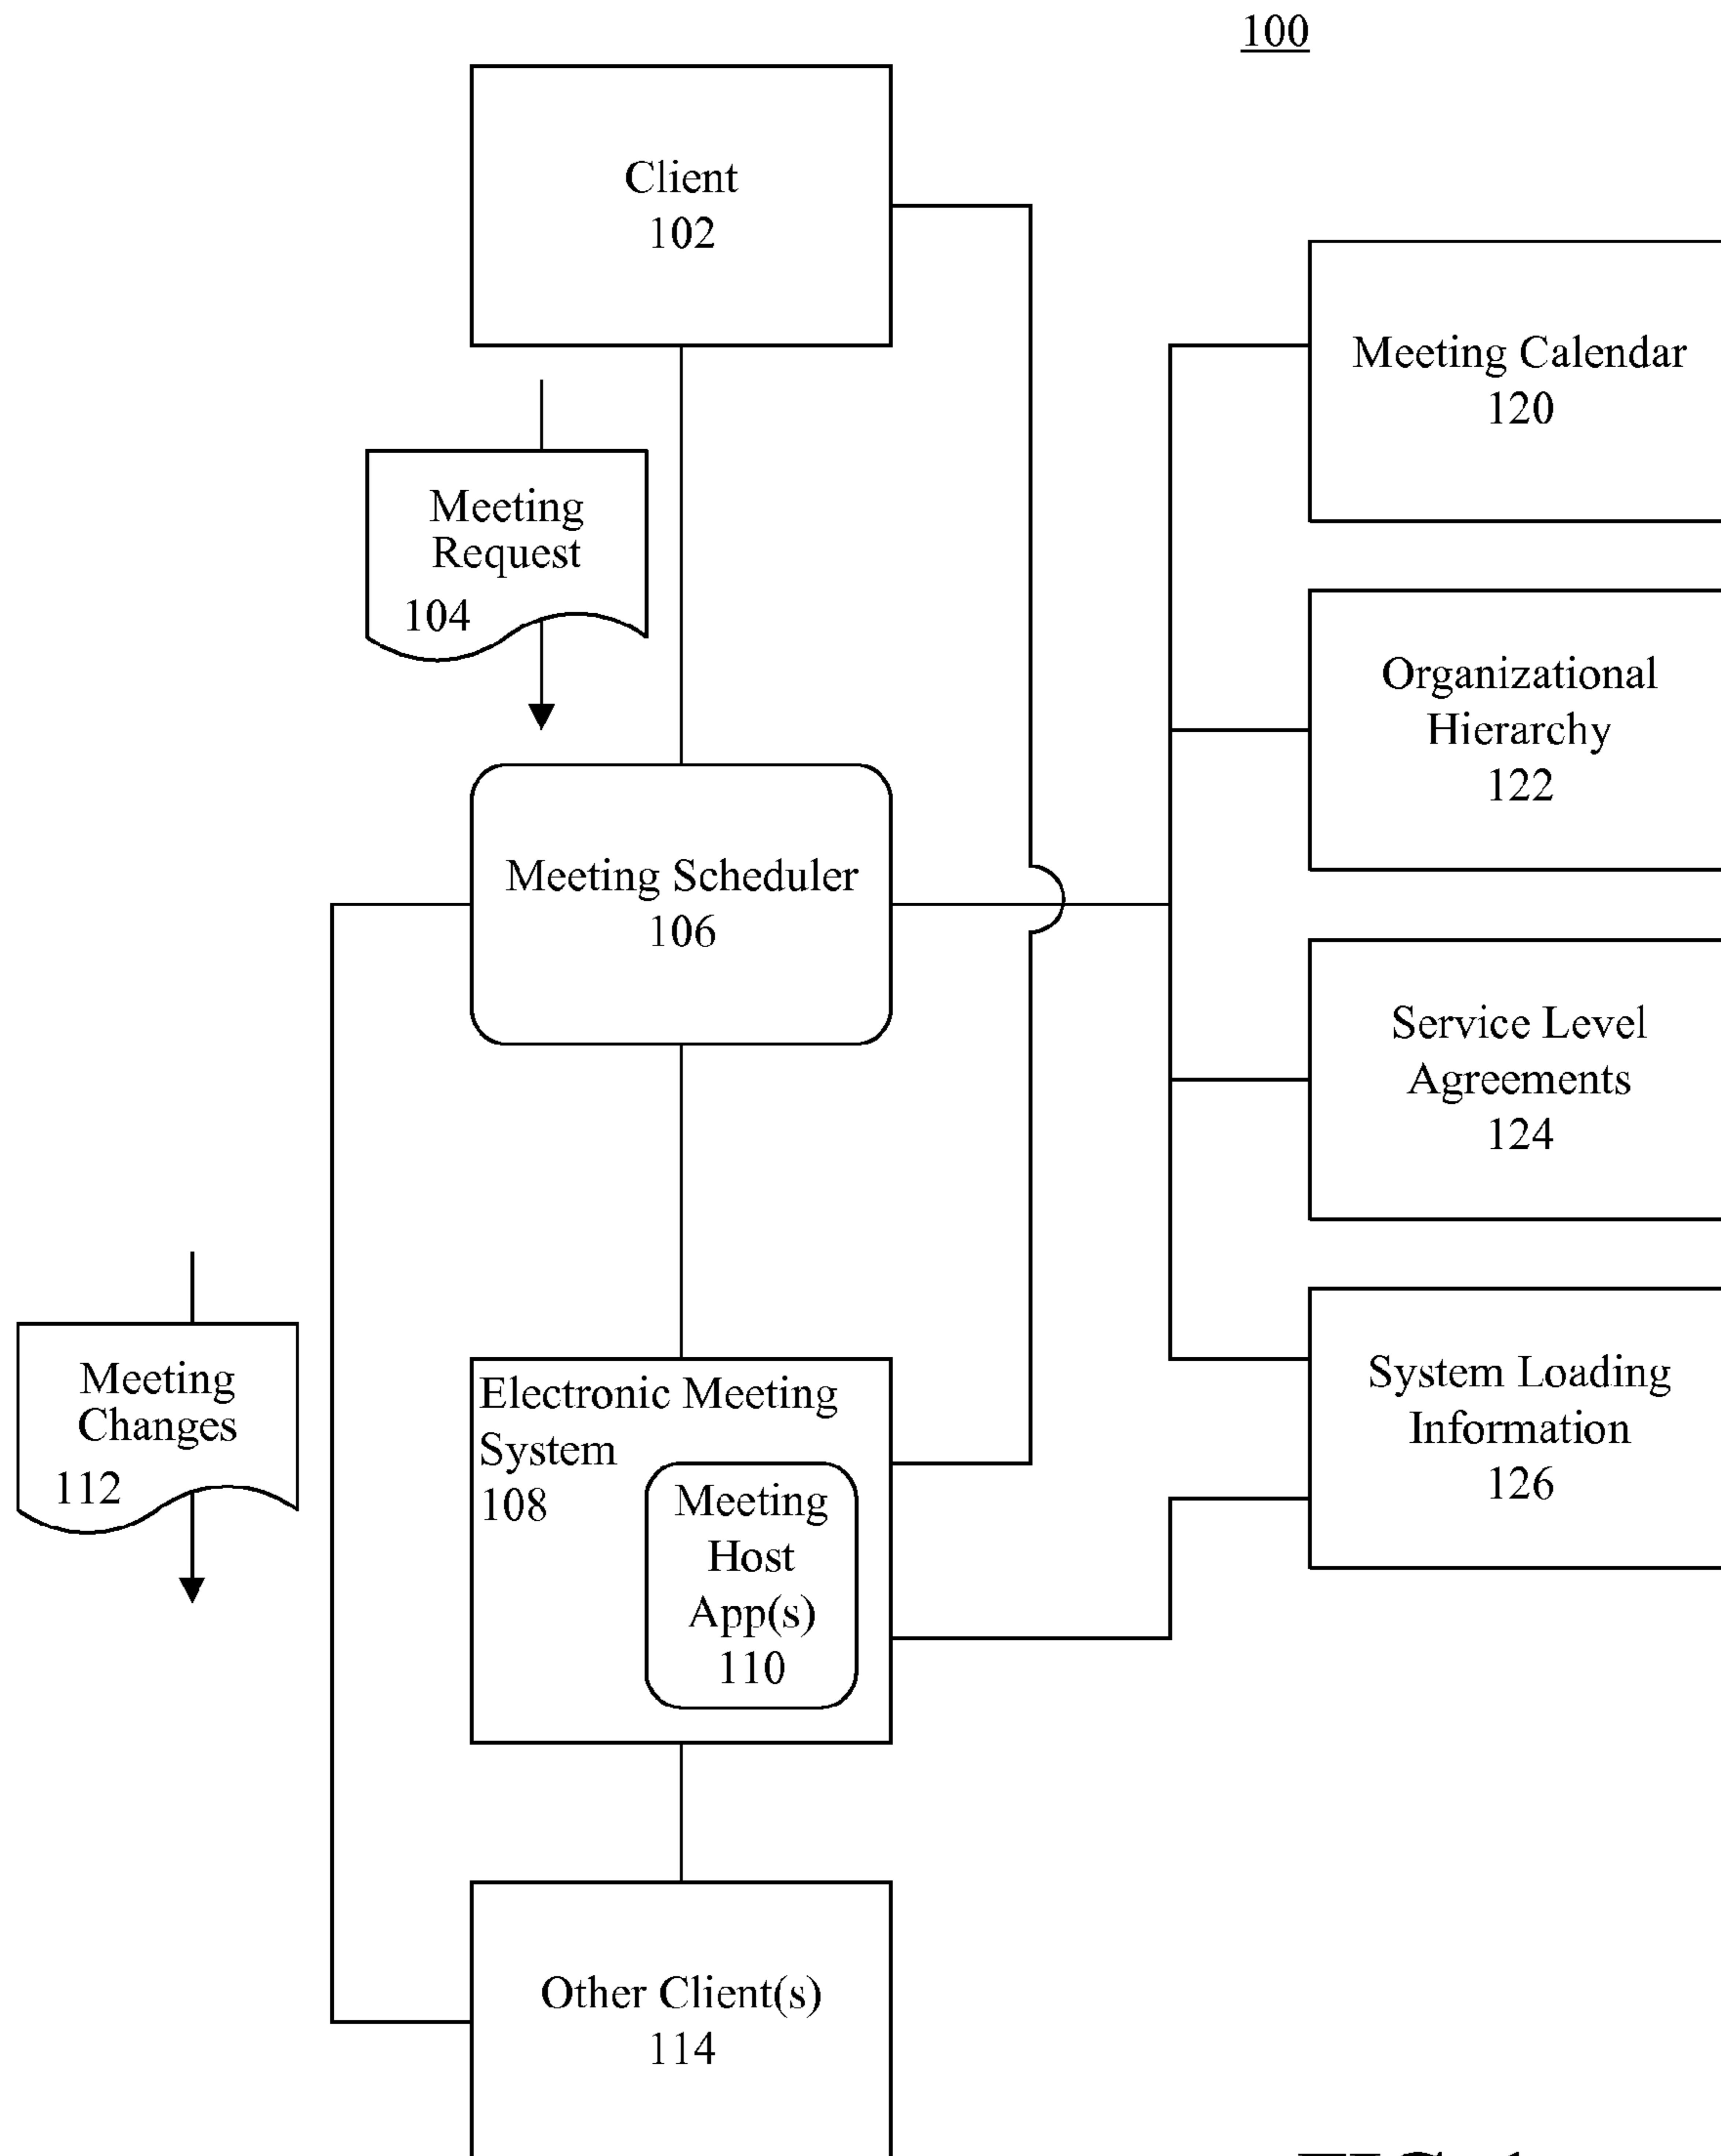 100
Client
102
Meeting
Request
104
Meeting Scheduler
106
Meeting Calendar
120
Organizational
Hierarchy
122
Service Level
Agreements
124
System Loading
Information
126
Meeting
Changes
112
Electronic Meeting
System
108
Meeting
Host
App(s)
110
Other Client(s)
114